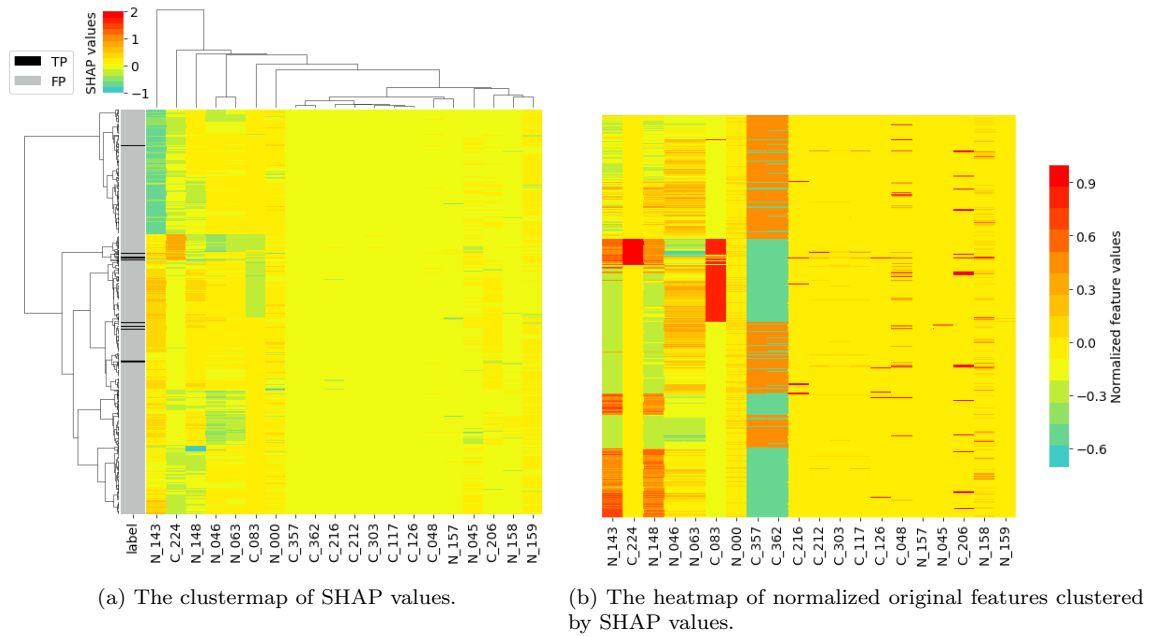 TP
FP
SHAP values
2
1
0
−1
label
N_143
C_224
N_148
N_046
N_063
C_083
N_000
C_357
C_362
C_216
C_212
C_303
C_117
C_126
C_048
N_157
N_045
C_206
N_158
N_159
(a) The clustermap of SHAP values.
N_143
C_224
N_148
N_046
N_063
C_083
N_000
C_357
C_362
C_216
C_212
C_303
C_117
C_126
C_048
N_157
N_045
C_206
N_158
N_159
0.9
0.6
0.3
0.0
−0.3
−0.6
Normalized feature values
(b) The heatmap of normalized original features clustered
by SHAP values.